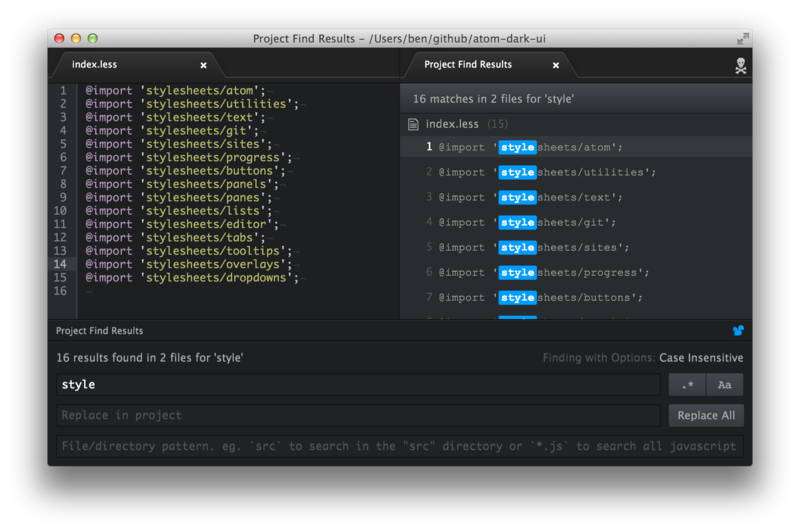 Project Find Results – /Users/ben/github/atom-dark-ui
index.less
1 @import 'stylesheets/atom';
2 @import 'stylesheets/utilities';
3 @import 'stylesheets/text';
4 @import 'stylesheets/git';
5 @import 'stylesheets/sites';
6 @import 'stylesheets/progress';
7 @import 'stylesheets/buttons';
8 @import 'stylesheets/panels';
9 @import 'stylesheets/panes';
10 @import 'stylesheets/lists';
11 @import 'stylesheets/editor';
12 @import 'stylesheets/tabs';
13 @import 'stylesheets/tooltips';
14 @import 'stylesheets/overlays';
15 @import 'stylesheets/dropdowns';
16
Project Find Results
16 matches in 2 files for 'style'
index.less (15)
1 @import 'stylesheets/atom';
2 @import 'stylesheets/utilities';
3 @import 'stylesheets/text';
4 @import 'stylesheets/git';
5 @import 'stylesheets/sites';
6 @import 'stylesheets/progress';
7 @import 'stylesheets/buttons';
Project Find Results
16 results found in 2 files for 'style'
Finding with Options: Case Insensitive
style
.* Aa
Replace in project
Replace All
File/directory pattern. eg. `src` to search in the "src" directory or `*.js` to search all javascript